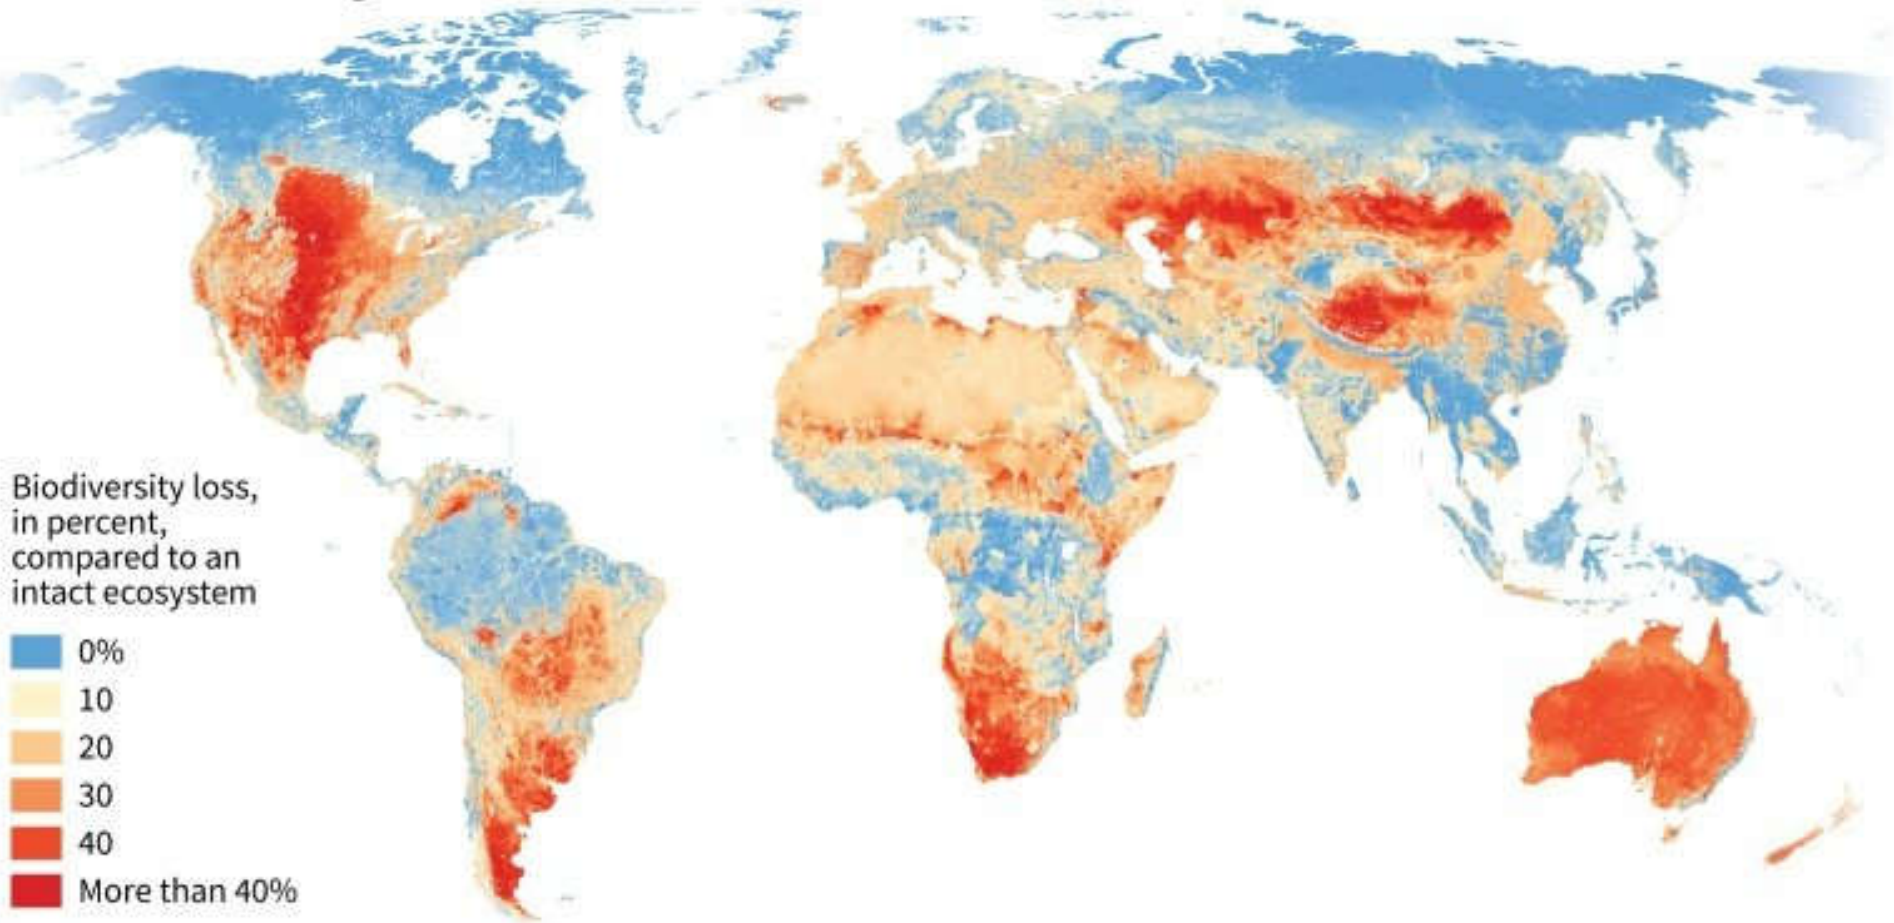 Biodiversity loss,
in percent,
compared to an
intact ecosystem
0%
10
20
30
40
More than 40%